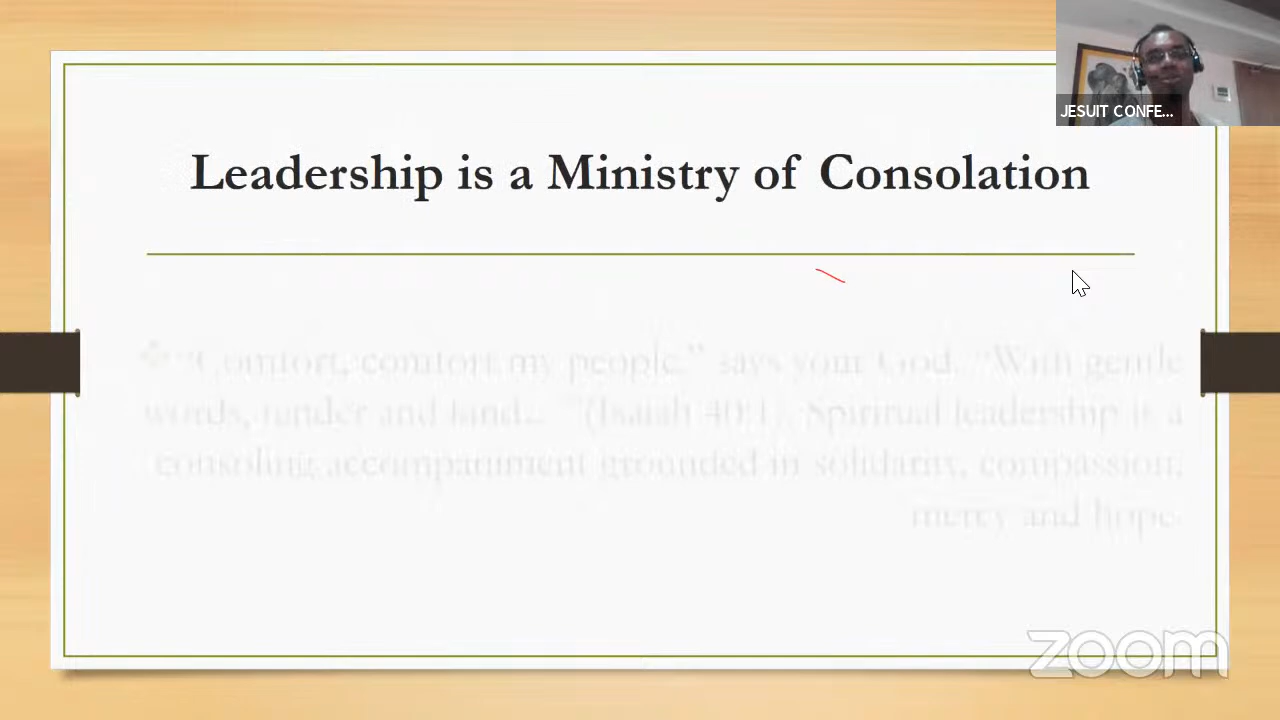 JESUIT CONFE...
Leadership is a Ministry of Consolation
"Comfort, comfort my people," says your God. "With gentle
words, tender and kind... "(Isaiah 40:1). Spiritual leadership is a
consoling accompaniment grounded in solidarity, compassion,
mercy and hope.
zoom